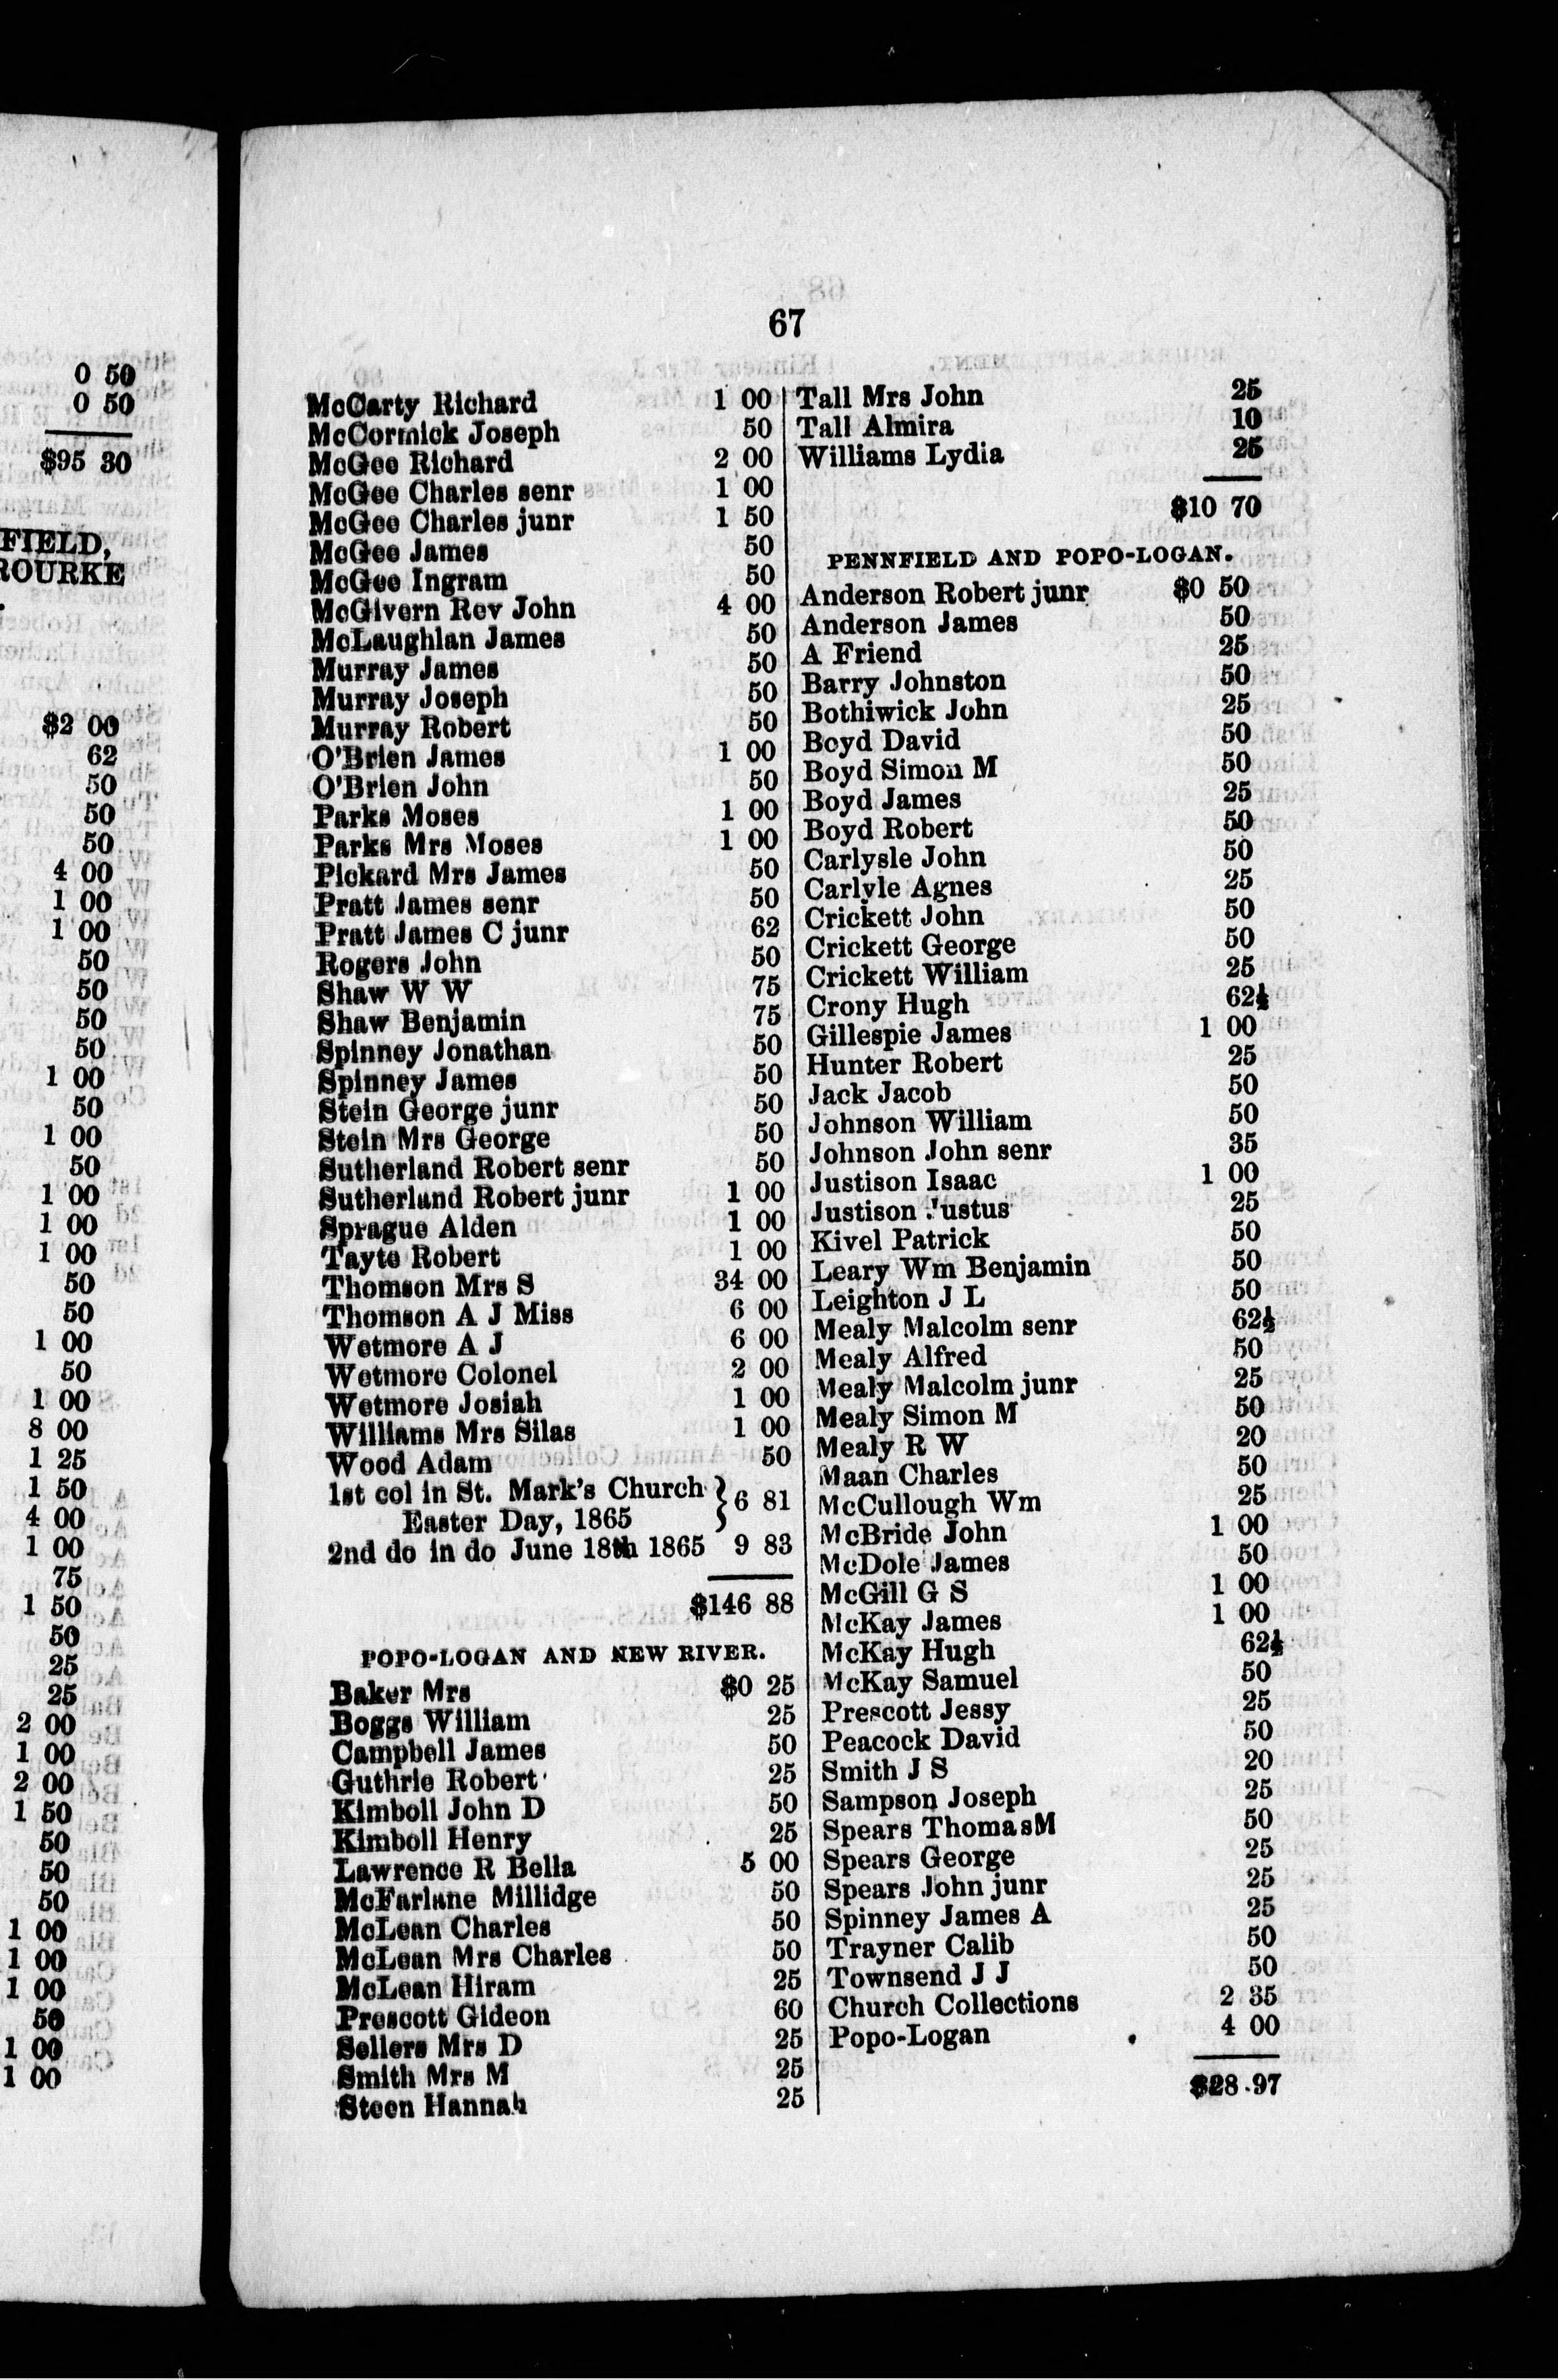 0 50
0 50
$95 30
FIELD,
ROURKE
$2 00
62
50
50
50
4 00
1 00
1 00
50
50
50
50
1 00
50
1 00
50
1 00
1 00
1 00
50
50
1 00
50
1 00
8 00
1 25
1 50
4 00
1 00
75
1 50
50
25
25
2 00
1 00
2 00
1 50
50
50
50
1 00
1 00
1 00
50
1 00
1 00
67
McCarty Richard 1 00
McCormick Joseph 50
McGee Richard 2 00
McGee Charles senr 1 00
McGee Charles junr 1 50
McGee James 50
McGee Ingram 50
McGivern Rev John 4 00
McLaughlan James 50
Murray James 50
Murray Joseph 50
Murray Robert 50
O'Brien James 1 00
O'Brien John 50
Parks Moses 1 00
Parks Mrs Moses 1 00
Pickard Mrs James 50
Pratt James senr 50
Pratt James C junr 62
Rogers John 50
Shaw W W 75
Shaw Benjamin 75
Spinney Jonathan 50
Spinney James 50
Stein George junr 50
Stein Mrs George 50
Sutherland Robert senr 50
Sutherland Robert junr 1 00
Sprague Alden 1 00
Tayte Robert 1 00
Thomson Mrs S 34 00
Thomson A J Miss 6 00
Wetmore A J 6 00
Wetmore Colonel 2 00
Wetmore Josiah 1 00
Williams Mrs Silas 1 00
Wood Adam 50
1st col in St. Mark's Church } 6 81
Easter Day, 1865
2nd do in do June 18th 1865 9 83
$146 88
POPO-LOGAN AND NEW RIVER.
Baker Mrs $0 25
Boggs William 25
Campbell James 50
Guthrie Robert 25
Kimboll John D 50
Kimboll Henry 25
Lawrence R Bella 5 00
McFarlane Millidge 50
McLean Charles 50
McLean Mrs Charles 50
McLean Hiram 25
Prescott Gideon 60
Sellers Mrs D 25
Smith Mrs M 25
Steen Hannah 25
Tall Mrs John 25
Tall Almira 10
Williams Lydia 25
$10 70
PENNFIELD AND POPO-LOGAN.
Anderson Robert junr $0 50
Anderson James 50
A Friend 25
Barry Johnston 50
Bothiwick John 25
Boyd David 50
Boyd Simon M 50
Boyd James 25
Boyd Robert 50
Carlysle John 50
Carlyle Agnes 25
Crickett John 50
Crickett George 50
Crickett William 25
Crony Hugh 62½
Gillespie James 1 00
Hunter Robert 25
Jack Jacob 50
Johnson William 50
Johnson John senr 35
Justison Isaac 1 00
Justison Justus 25
Kivel Patrick 50
Leary Wm Benjamin 50
Leighton J L 50
Mealy Malcolm senr 62½
Mealy Alfred 50
Mealy Malcolm junr 25
Mealy Simon M 50
Mealy R W 20
Maan Charles 50
McCullough Wm 25
McBride John 1 00
McDole James 50
McGill G S 1 00
McKay James 1 00
McKay Hugh 62½
McKay Samuel 50
Prescott Jessy 25
Peacock David 50
Smith J S 20
Sampson Joseph 25
Spears Thomas M 50
Spears George 25
Spears John junr 25
Spinney James A 25
Trayner Calib 50
Townsend J J 50
Church Collections 2 35
Popo-Logan 4 00
$28.97